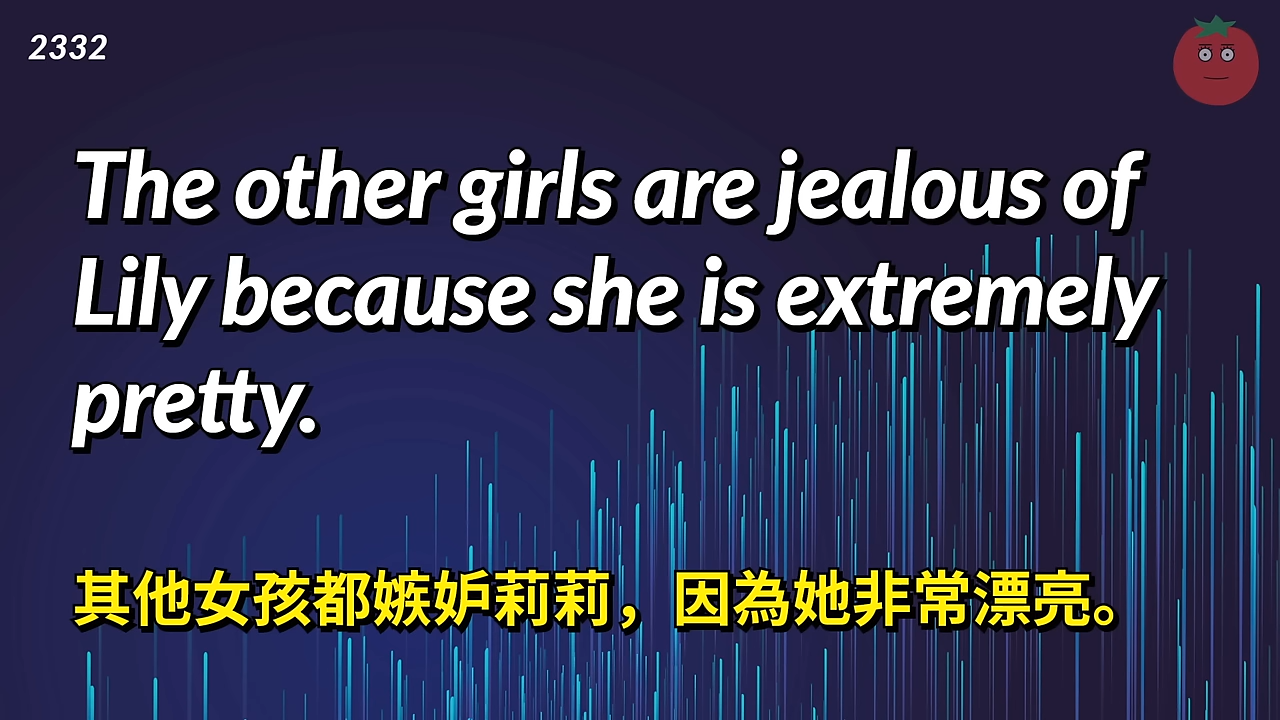 2332
The other girls are jealous of
Lily because she is extremely
pretty.
其他女孩都嫉妒莉莉，因為她非常漂亮。